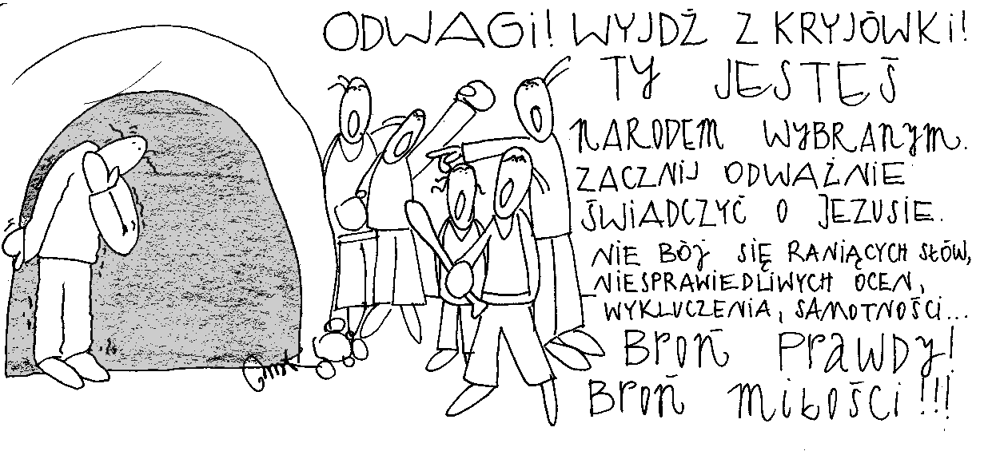 ODWAGi! WYJDŹ Z KRYJÓWKi!
TY JESTEŚ
NARODEM WYBRANYM.
ZACZNiJ ODWAŻNIE
ŚWiADCZYĆ O JEZUSIE.
NIE BÓJ SIĘ RANiĄCYCH SŁÓW,
NiESPRAWiEDLiWYCH OCEN,
WYKLUCZENiA, SAMOTNOŚCi...
BROŃ PRAWDY!
BROŃ MiŁOŚCi!!!